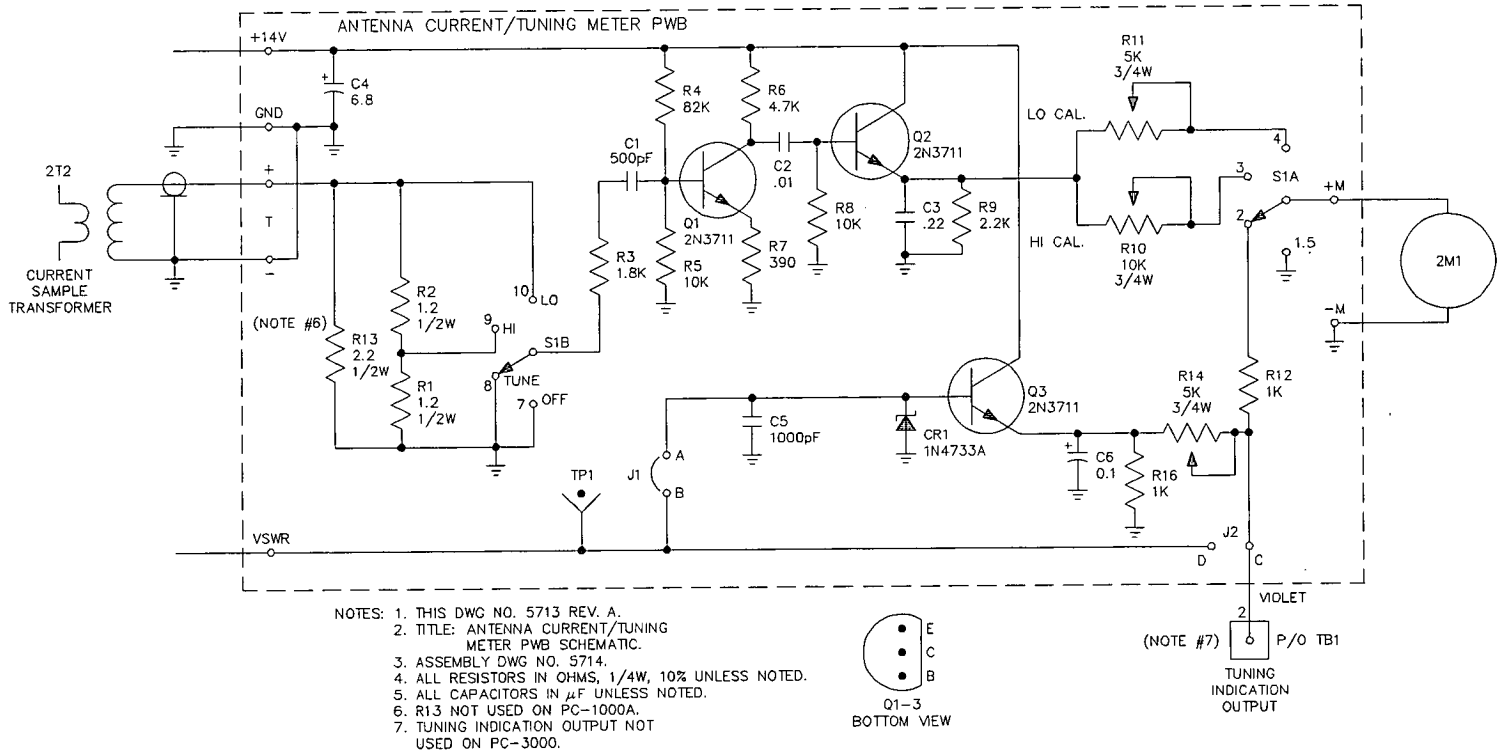 ANTENNA CURRENT/TUNING METER PWB
+14V
C4
6.8
GND
+
T
-
2T2
CURRENT
SAMPLE
TRANSFORMER
(NOTE #6)
R13
2.2
1/2W
R2
1.2
1/2W
R1
1.2
1/2W
10 LO
9 HI
S1B
8 TUNE
7 OFF
C1
500pF
R3
1.8K
R4
82K
R5
10K
Q1
2N3711
R6
4.7K
R7
390
C2
.01
R8
10K
Q2
2N3711
C3
.22
R9
2.2K
R11
5K
3/4W
LO CAL.
HI CAL.
R10
10K
3/4W
4
3
S1A
2
1.5
+M
-M
2M1
R12
1K
R14
5K
3/4W
Q3
2N3711
C5
1000pF
CR1
1N4733A
+
C6
0.1
R16
1K
TP1
J1
A
B
VSWR
J2
D
C
VIOLET
2
(NOTE #7)
P/O TB1
TUNING
INDICATION
OUTPUT
NOTES: 1. THIS DWG NO. 5713 REV. A.
2. TITLE: ANTENNA CURRENT/TUNING
METER PWB SCHEMATIC.
3. ASSEMBLY DWG NO. 5714.
4. ALL RESISTORS IN OHMS, 1/4W, 10% UNLESS NOTED.
5. ALL CAPACITORS IN µF UNLESS NOTED.
6. R13 NOT USED ON PC-1000A.
7. TUNING INDICATION OUTPUT NOT
USED ON PC-3000.
E
C
B
Q1-3
BOTTOM VIEW